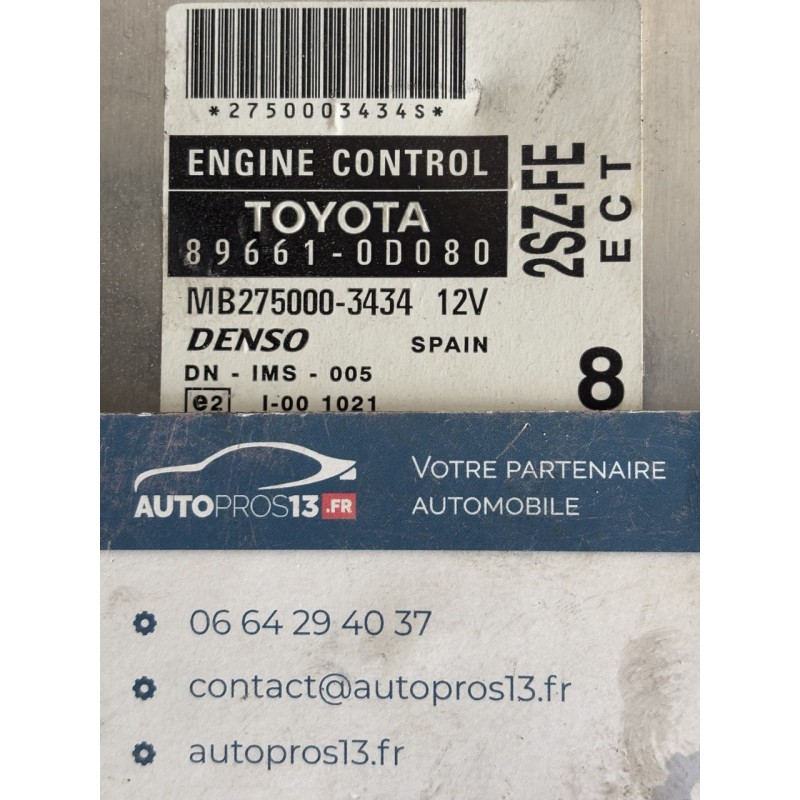 *2750003434S*
ENGINE CONTROL
TOYOTA
89661-0D080
MB275000-3434 12V
DENSO SPAIN
DN - IMS - 005
e2 I-00 1021
2SZ-FE
ECT
8
AUTOPROS13.FR
VOTRE PARTENAIRE
AUTOMOBILE
06 64 29 40 37
contact@autopros13.fr
autopros13.fr